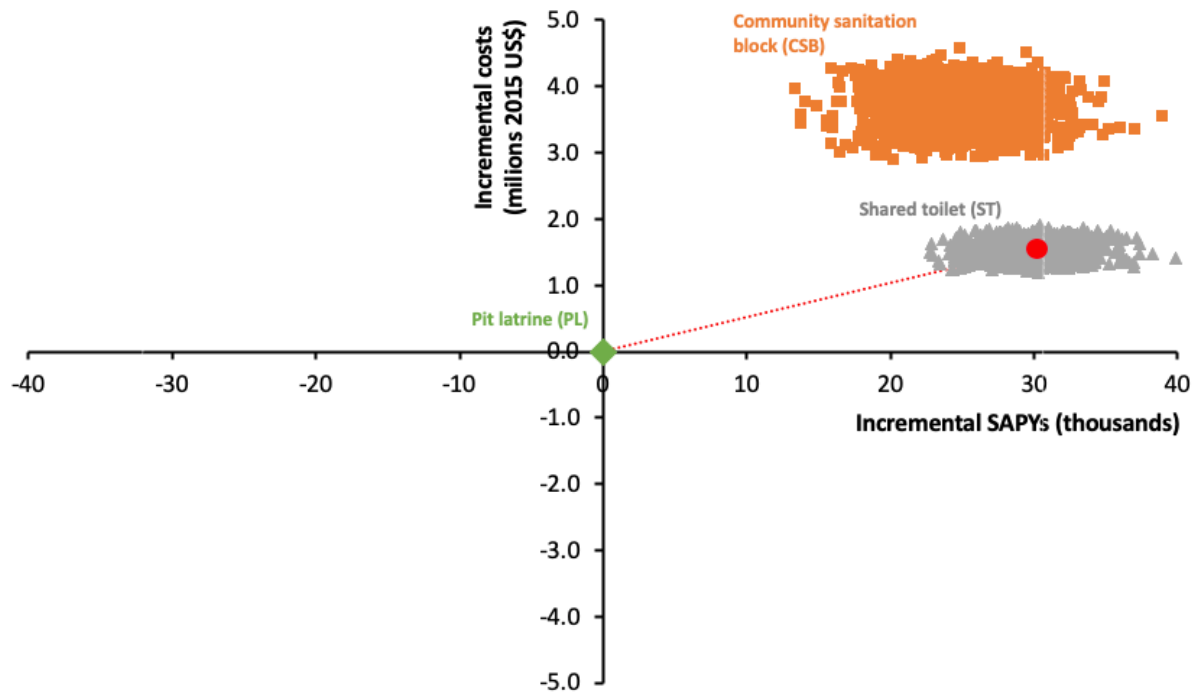 5.0
Incremental costs
(milions 2015 US$)
Community sanitation
block (CSB)
4.0
3.0
2.0
Shared toilet (ST)
1.0
Pit latrine (PL)
0.0
-40
-30
-20
-10
0
10
20
30
40
-1.0
Incremental SAPYs (thousands)
-2.0
-3.0
-4.0
-5.0